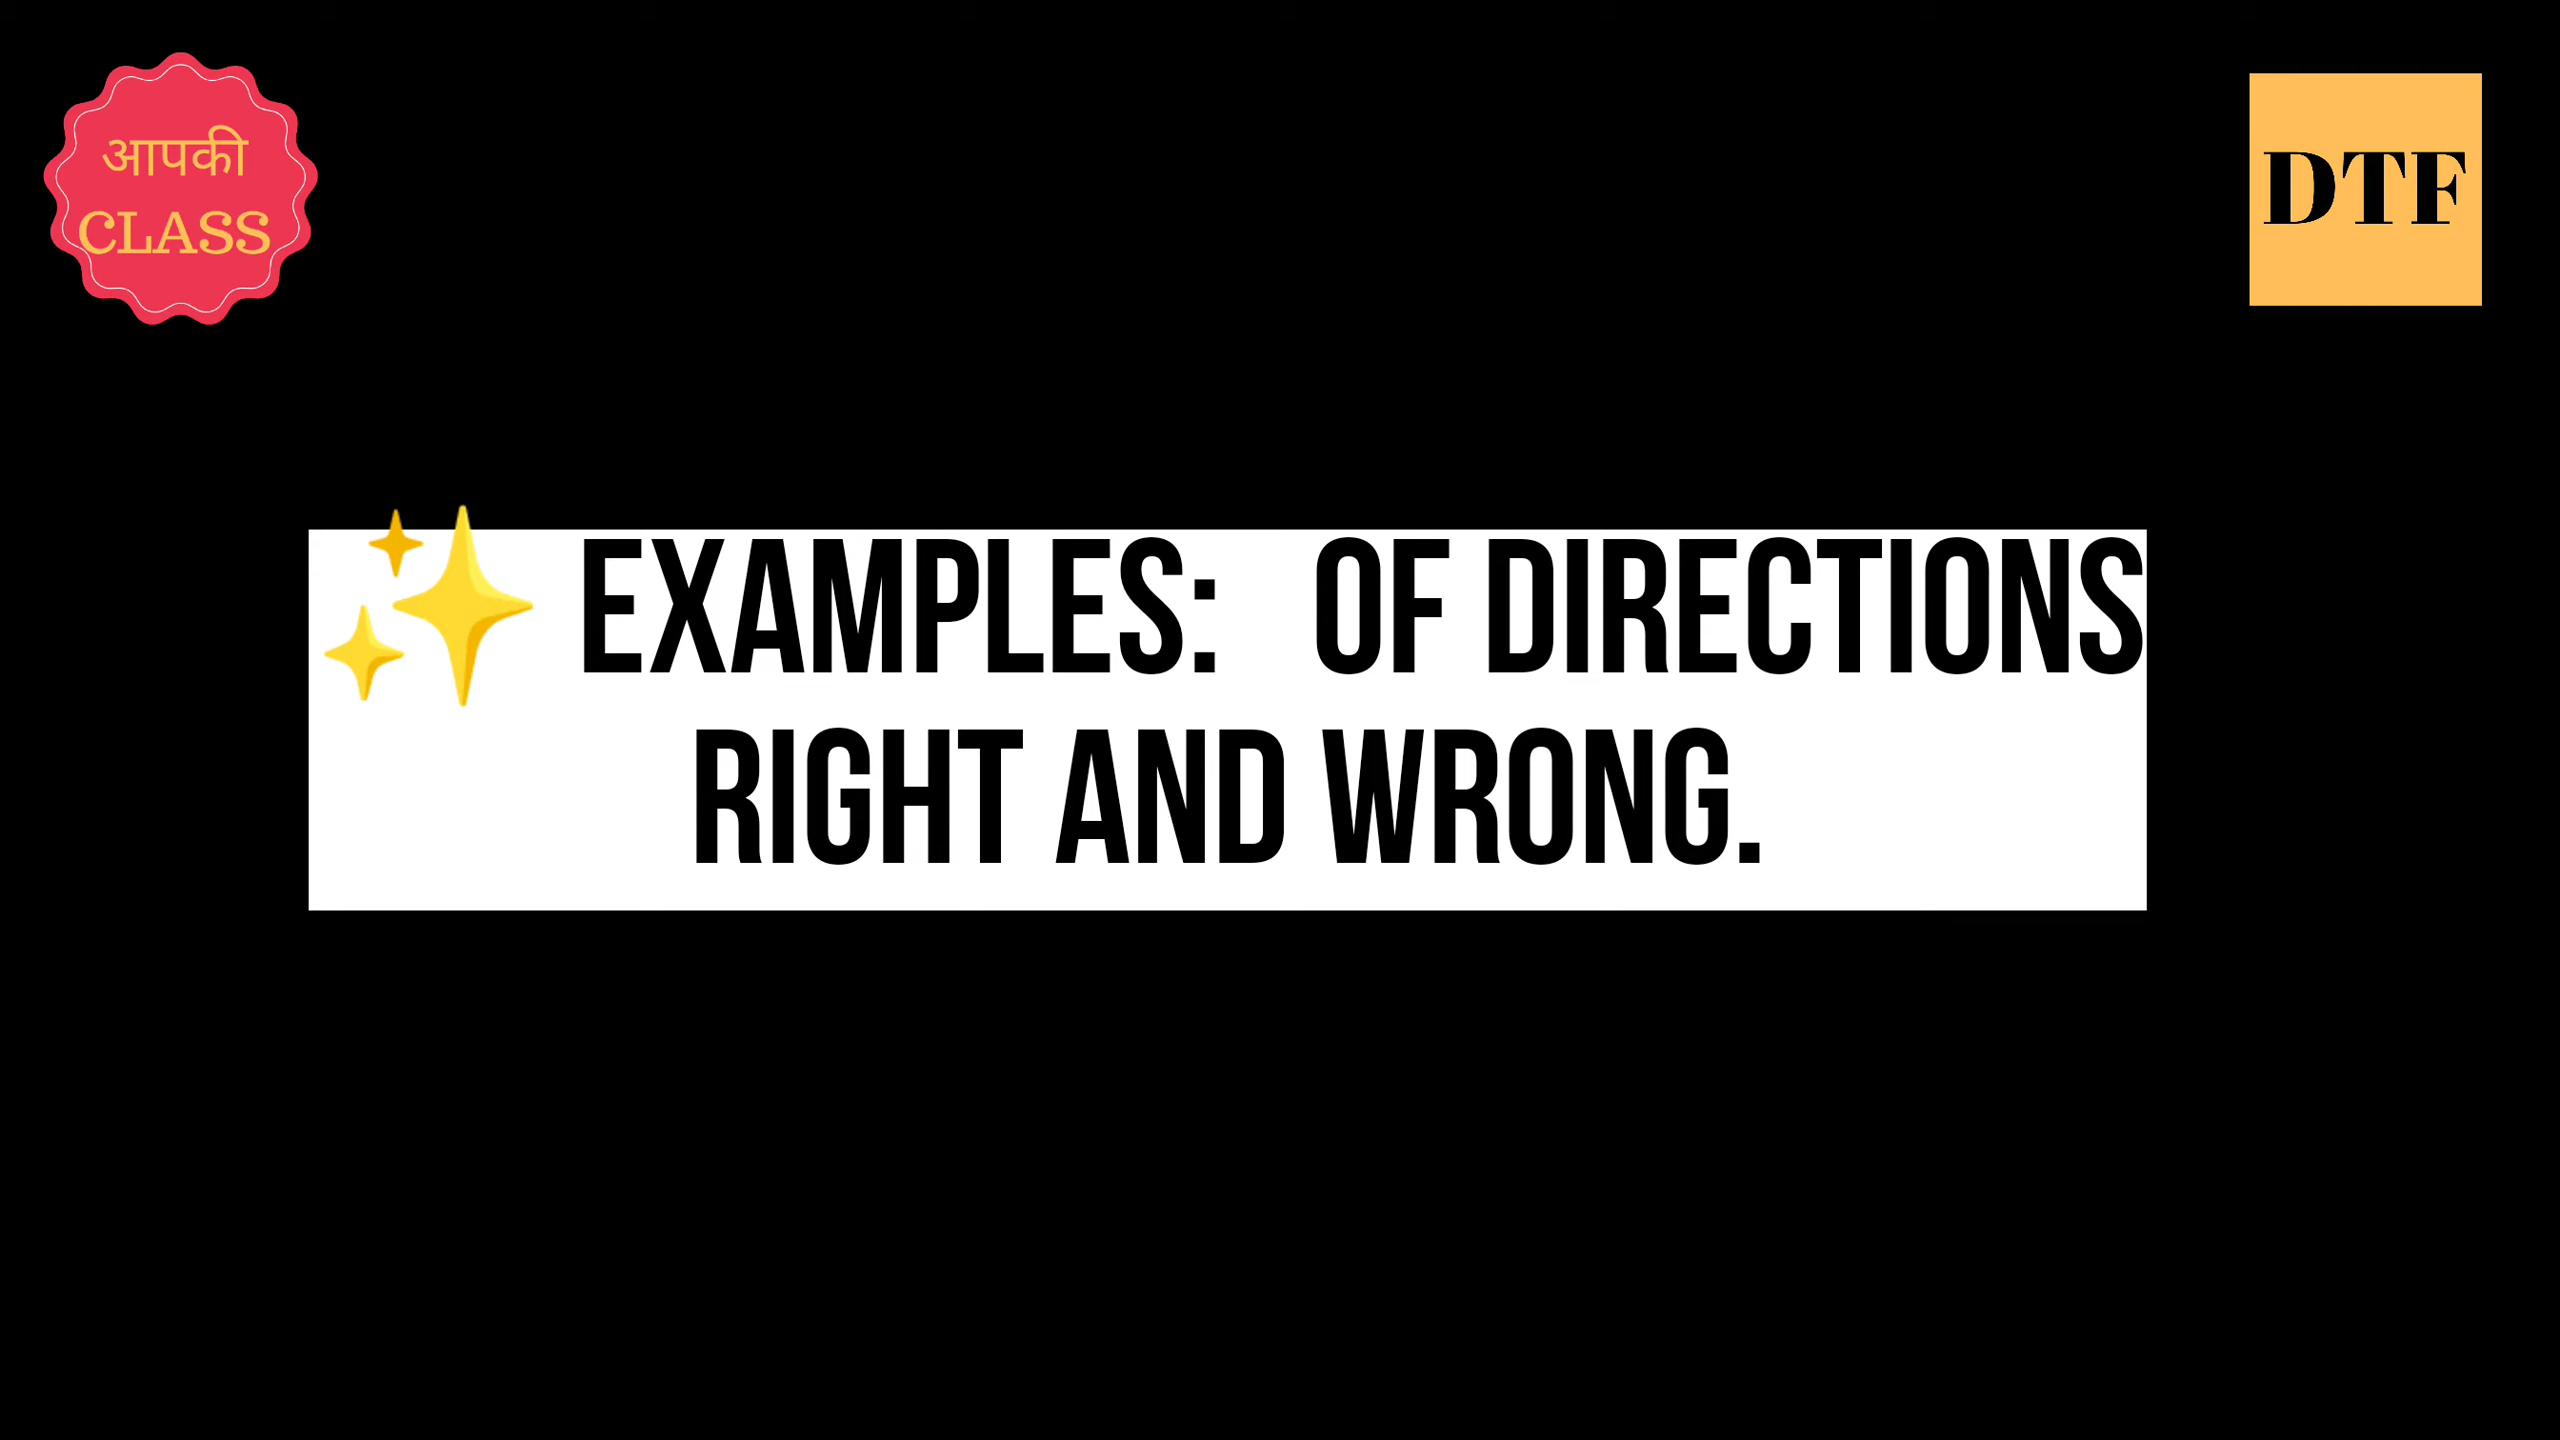 आपकी
CLASS
DTF
✨ EXAMPLES: OF DIRECTIONS
RIGHT AND WRONG.